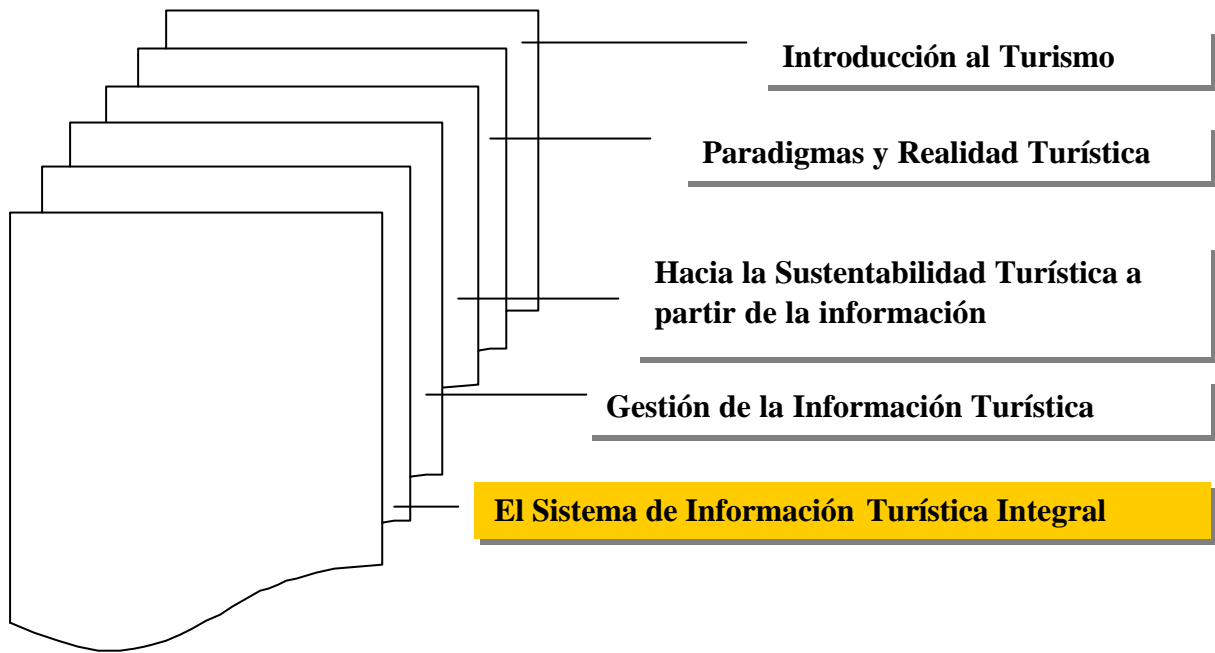 Introducción al Turismo
Paradigmas y Realidad Turística
Hacia la Sustentabilidad Turística a
partir de la información
Gestión de la Información Turística
El Sistema de Información Turística Integral